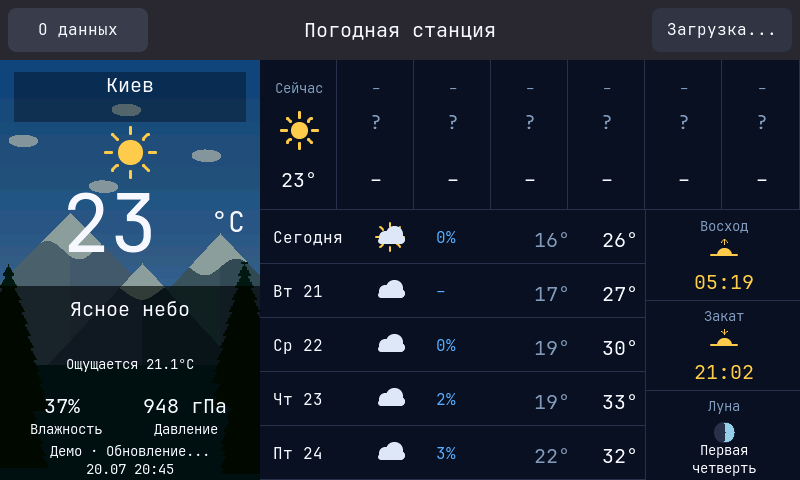 О данных
Погодная станция
Загрузка...
Киев
23 °C
Ясное небо
Ощущается 21.1°C
37% 948 гПа
Влажность Давление
Демо · Обновление...
20.07 20:45
Сейчас – – – – – –
? ? ? ? ? ?
23° – – – – – –
Сегодня 0% 16° 26°
Вт 21 – 17° 27°
Ср 22 0% 19° 30°
Чт 23 2% 19° 33°
Пт 24 3% 22° 32°
Восход
05:19
Закат
21:02
Луна
Первая
четверть